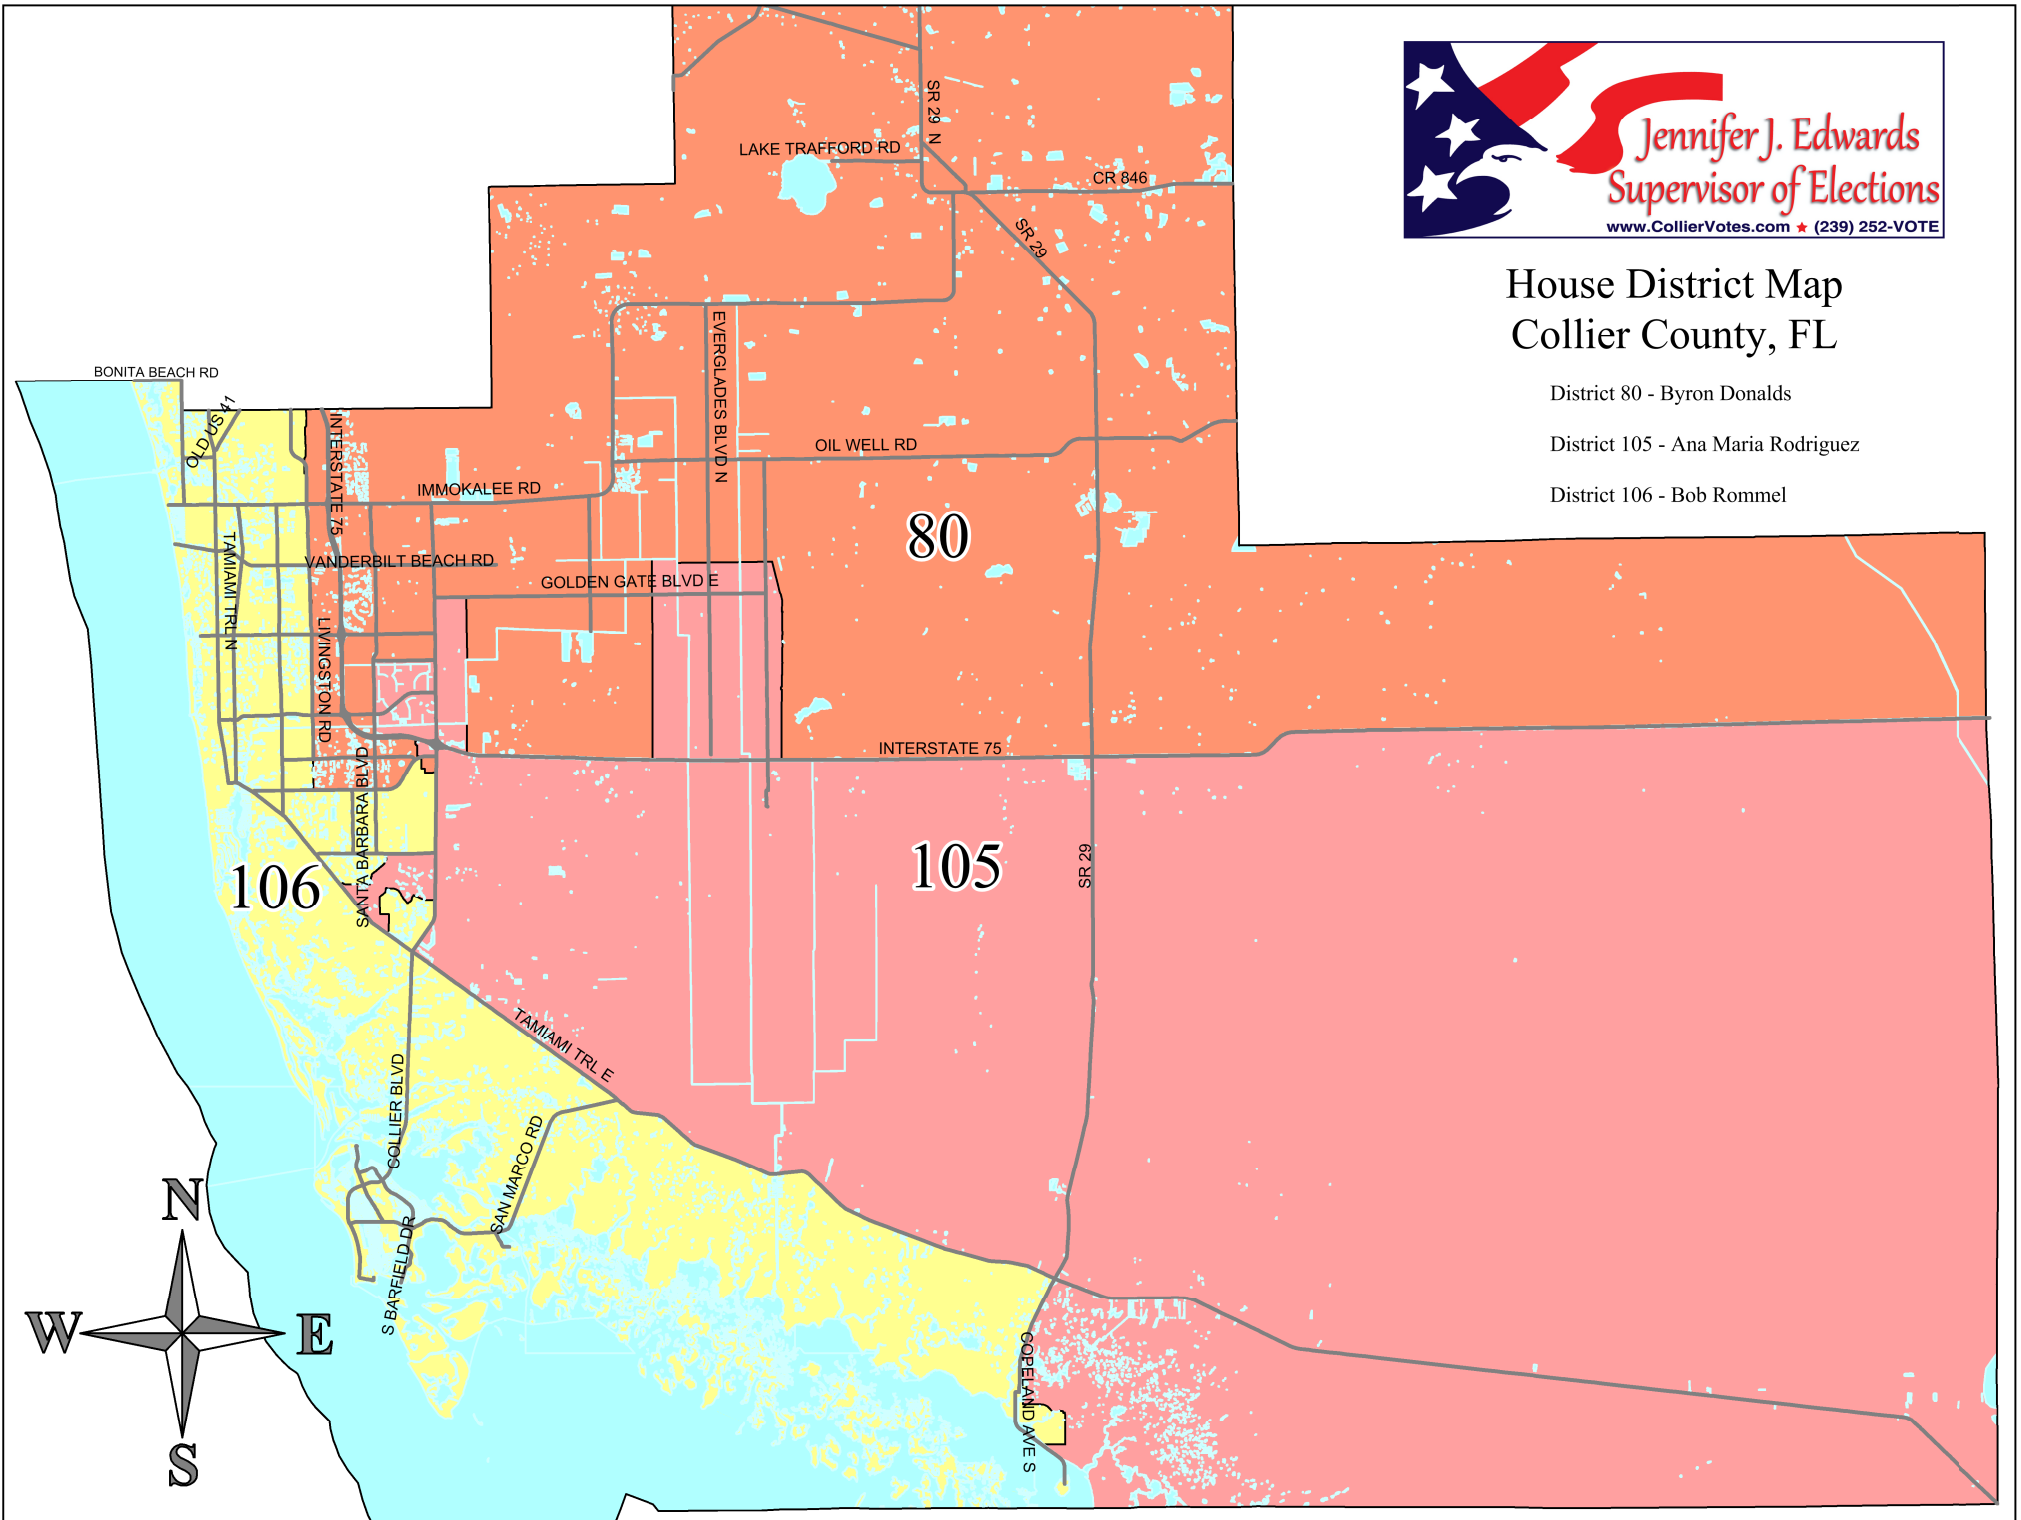 Jennifer J. Edwards
Supervisor of Elections
www.CollierVotes.com ★ (239) 252-VOTE
House District Map
Collier County, FL
District 80 - Byron Donalds
District 105 - Ana Maria Rodriguez
District 106 - Bob Rommel
SR 29 N
LAKE TRAFFORD RD
CR 846
SR 29
EVERGLADES BLVD N
BONITA BEACH RD
OLD US 41
INTERSTATE 75
OIL WELL RD
IMMOKALEE RD
80
TAMIAMI TRL N
VANDERBILT BEACH RD
GOLDEN GATE BLVD E
LIVINGSTON RD
INTERSTATE 75
SANTA BARBARA BLVD
106
105
SR 29
TAMIAMI TRL E
COLLIER BLVD
SAN MARCO RD
S BARFIELD DR
COPELAND AVE S
N
W
E
S